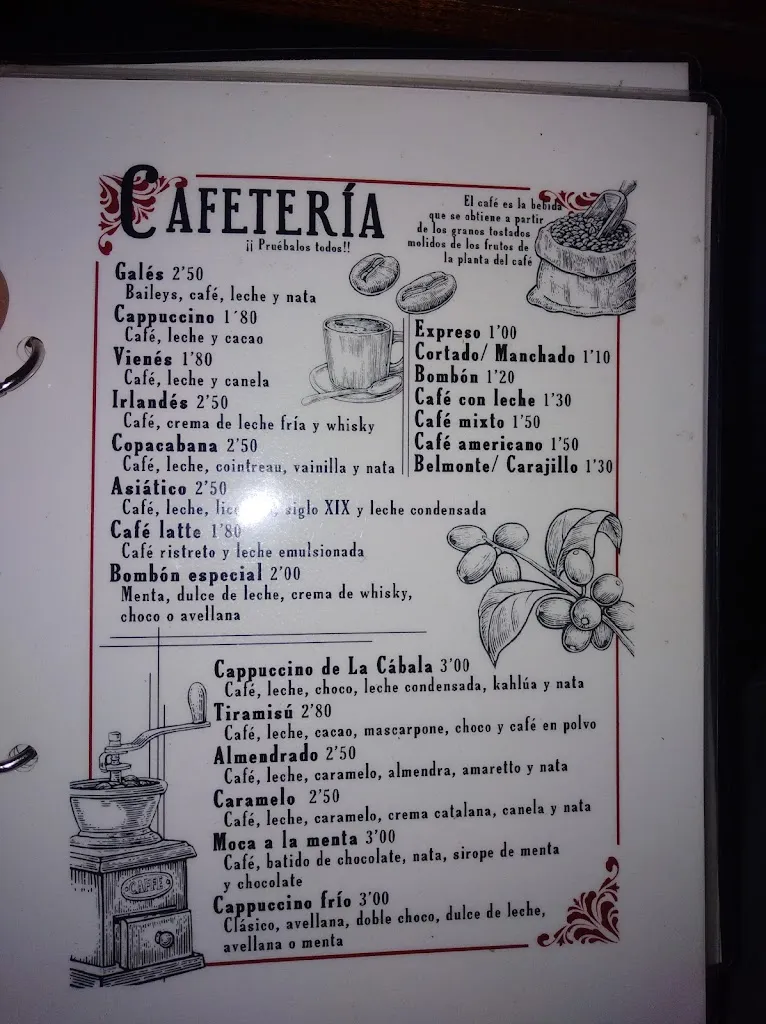 CAFETERÍA
¡¡ Pruébalos todos!!
El café es la bebida
que se obtiene a partir
de los granos tostados
molidos de los frutos de
la planta del café
Galés 2'50
Baileys, café, leche y nata
Cappuccino 1´80
Café, leche y cacao
Vienés 1'80
Café, leche y canela
Irlandés 2'50
Café, crema de leche fría y whisky
Copacabana 2'50
Café, leche, cointreau, vainilla y nata
Asiático 2'50
Café, leche, siglo XIX y leche condensada
Café latte 1'80
Café ristreto y leche emulsionada
Bombón especial 2'00
Menta, dulce de leche, crema de whisky,
choco o avellana
Expreso 1'00
Cortado/ Manchado 1'10
Bombón 1'20
Café con leche 1'30
Café mixto 1'50
Café americano 1'50
Belmonte/ Carajillo 1'30
Cappuccino de La Cábala 3'00
Café, leche, choco, leche condensada, kahlúa y nata
Tiramisú 2'80
Café, leche, cacao, mascarpone, choco y café en polvo
Almendrado 2'50
Café, leche, caramelo, almendra, amaretto y nata
Caramelo 2'50
Café, leche, caramelo, crema catalana, canela y nata
Moca a la menta 3'00
Café, batido de chocolate, nata, sirope de menta
y chocolate
Cappuccino frío 3'00
Clásico, avellana, doble choco, dulce de leche,
avellana o menta
CAFFÈ